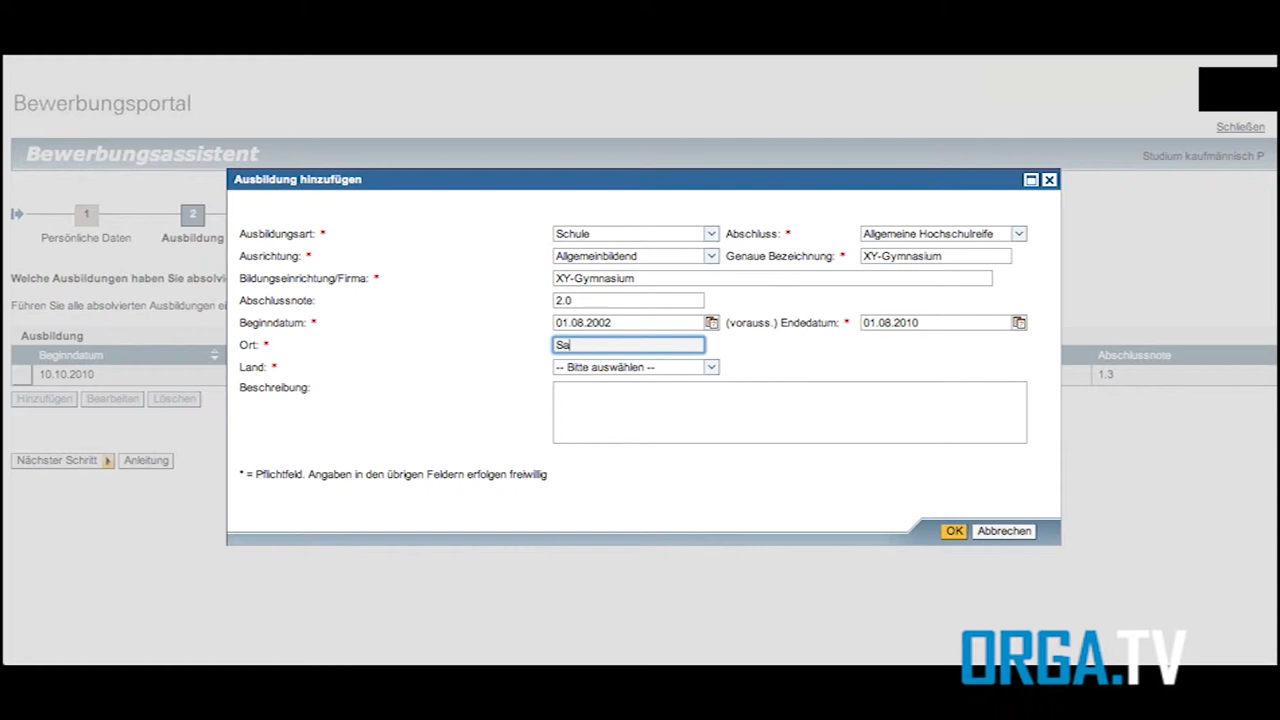 Bewerbungsportal
Schließen
Bewerbungsassistent
Studium kaufmännisch P
Ausbildung hinzufügen
1
2
Persönliche Daten
Ausbildung
Ausbildungsart: *
Schule
Abschluss: *
Allgemeine Hochschulreife
Ausrichtung: *
Allgemeinbildend
Genaue Bezeichnung: *
XY-Gymnasium
Welche Ausbildungen haben Sie absolvi
Bildungseinrichtung/Firma: *
XY-Gymnasium
Führen Sie alle absolvierten Ausbildungen ei
Abschlussnote:
2.0
Beginndatum: *
01.08.2002
(vorauss.) Endedatum: *
01.08.2010
Ausbildung
Ort: *
Sa
Beginndatum
Abschlussnote
Land: *
-- Bitte auswählen --
10.10.2010
1.3
Beschreibung:
Hinzufügen
Bearbeiten
Löschen
Nächster Schritt
Anleitung
* = Pflichtfeld. Angaben in den übrigen Feldern erfolgen freiwillig
OK
Abbrechen
ORGA.TV